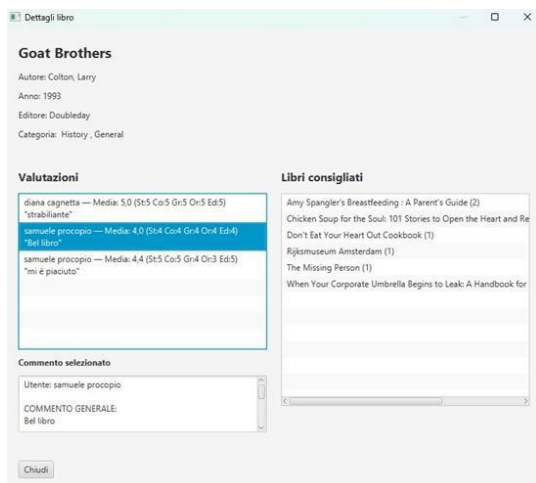 Dettagli libro
Goat Brothers
Autore: Colton, Larry
Anno: 1993
Editore: Doubleday
Categoria: History , General
Valutazioni
diana cagnetta — Media: 5,0 (St:5 Co:5 Gr:5 Or:5 Ed:5)
"strabiliante"
samuele procopio — Media: 4,0 (St:4 Co:4 Gr:4 Or:4 Ed:4)
"Bel libro"
samuele procopio — Media: 4,4 (St:5 Co:5 Gr:4 Or:3 Ed:5)
"mi è piaciuto"
Commento selezionato
Utente: samuele procopio
COMMENTO GENERALE:
Bel libro
Libri consigliati
Amy Spangler's Breastfeeding : A Parent's Guide (2)
Chicken Soup for the Soul: 101 Stories to Open the Heart and Re
Don't Eat Your Heart Out Cookbook (1)
Rijksmuseum Amsterdam (1)
The Missing Person (1)
When Your Corporate Umbrella Begins to Leak: A Handbook for
Chiudi